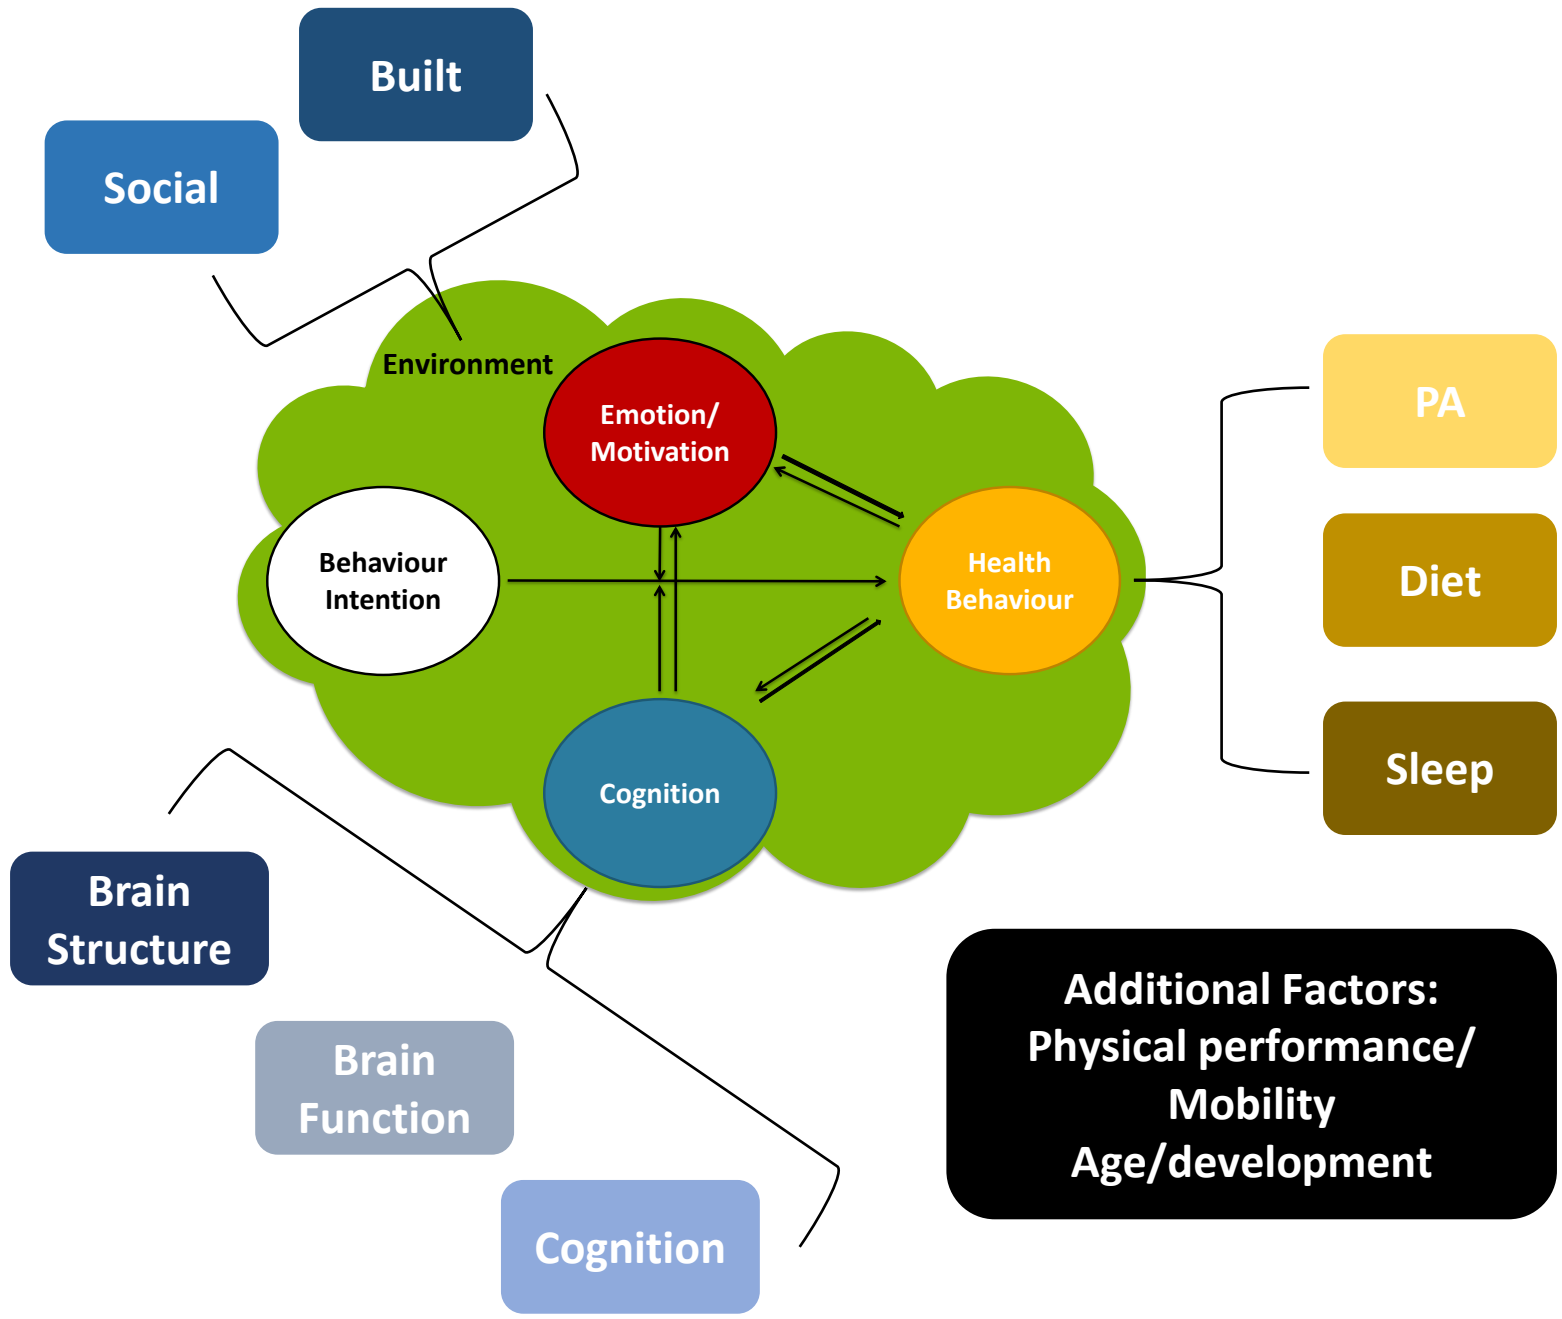 Built
Social
Environment
Emotion/
Motivation
Behaviour
Intention
Health
Behaviour
Cognition
PA
Diet
Sleep
Brain
Structure
Brain
Function
Cognition
Additional Factors:
Physical performance/
Mobility
Age/development